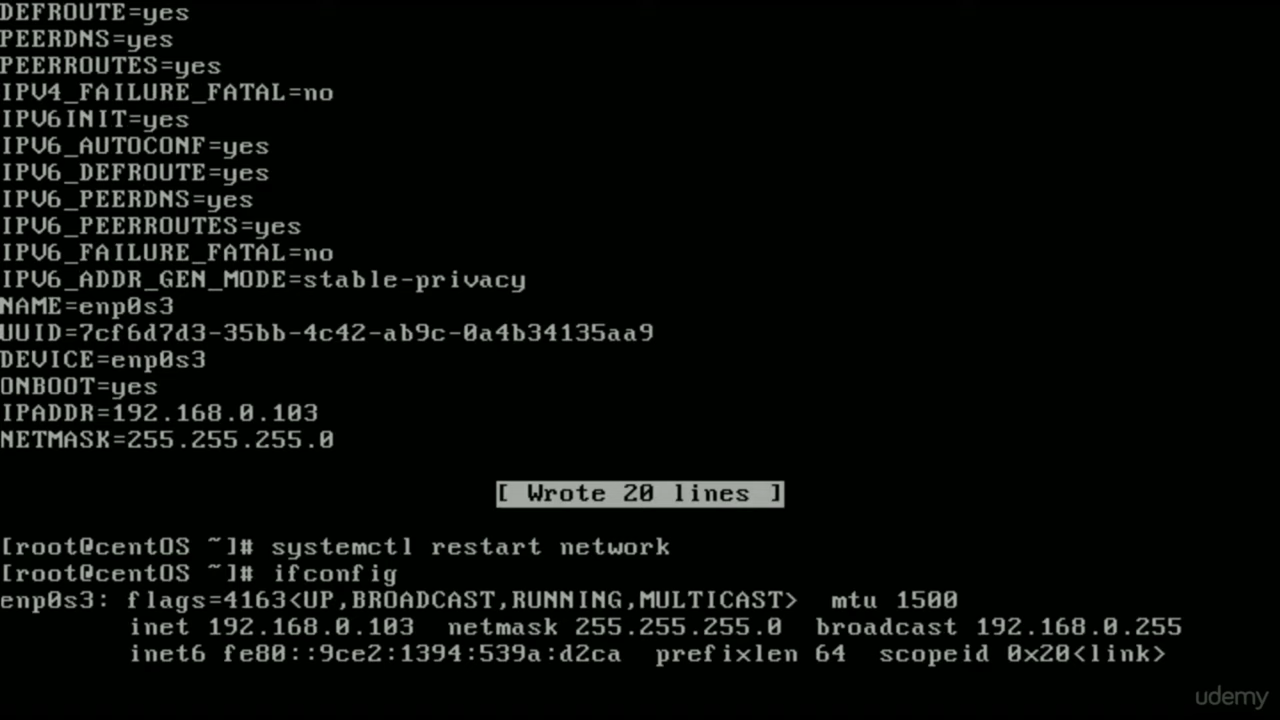 DEFROUTE=yes
PEERDNS=yes
PEERROUTES=yes
IPV4_FAILURE_FATAL=no
IPV6INIT=yes
IPV6_AUTOCONF=yes
IPV6_DEFROUTE=yes
IPV6_PEERDNS=yes
IPV6_PEERROUTES=yes
IPV6_FAILURE_FATAL=no
IPV6_ADDR_GEN_MODE=stable-privacy
NAME=enp0s3
UUID=7cf6d7d3-35bb-4c42-ab9c-0a4b34135aa9
DEVICE=enp0s3
ONBOOT=yes
IPADDR=192.168.0.103
NETMASK=255.255.255.0
[ Wrote 20 lines ]
[root@centOS ~]# systemctl restart network
[root@centOS ~]# ifconfig
enp0s3: flags=4163<UP,BROADCAST,RUNNING,MULTICAST>  mtu 1500
        inet 192.168.0.103  netmask 255.255.255.0  broadcast 192.168.0.255
        inet6 fe80::9ce2:1394:539a:d2ca  prefixlen 64  scopeid 0x20<link>
udemy